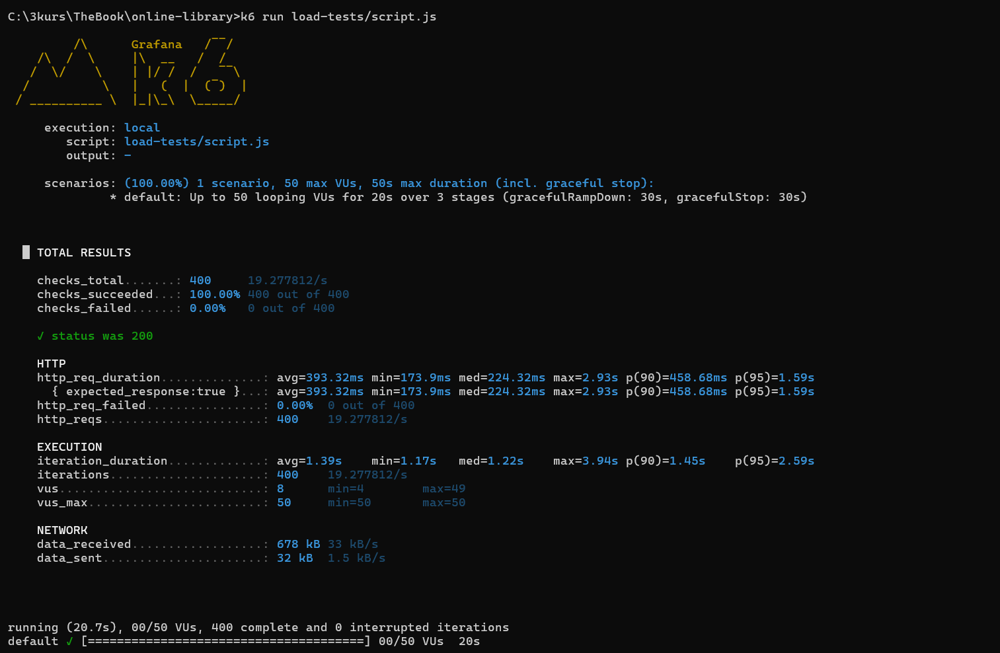 C:\3kurs\TheBook\online-library>k6 run load-tests/script.js
Grafana
execution: local
script: load-tests/script.js
output: -
scenarios: (100.00%) 1 scenario, 50 max VUs, 50s max duration (incl. graceful stop):
* default: Up to 50 looping VUs for 20s over 3 stages (gracefulRampDown: 30s, gracefulStop: 30s)
█ TOTAL RESULTS
checks_total.......: 400     19.277812/s
checks_succeeded...: 100.00% 400 out of 400
checks_failed......: 0.00%   0 out of 400
✓ status was 200
HTTP
http_req_duration..............: avg=393.32ms min=173.9ms med=224.32ms max=2.93s p(90)=458.68ms p(95)=1.59s
{ expected_response:true }...: avg=393.32ms min=173.9ms med=224.32ms max=2.93s p(90)=458.68ms p(95)=1.59s
http_req_failed................: 0.00%  0 out of 400
http_reqs......................: 400    19.277812/s
EXECUTION
iteration_duration.............: avg=1.39s    min=1.17s   med=1.22s    max=3.94s p(90)=1.45s    p(95)=2.59s
iterations.....................: 400    19.277812/s
vus............................: 8      min=4        max=49
vus_max........................: 50     min=50       max=50
NETWORK
data_received..................: 678 kB 33 kB/s
data_sent......................: 32 kB  1.5 kB/s
running (20.7s), 00/50 VUs, 400 complete and 0 interrupted iterations
default ✓ [======================================] 00/50 VUs  20s